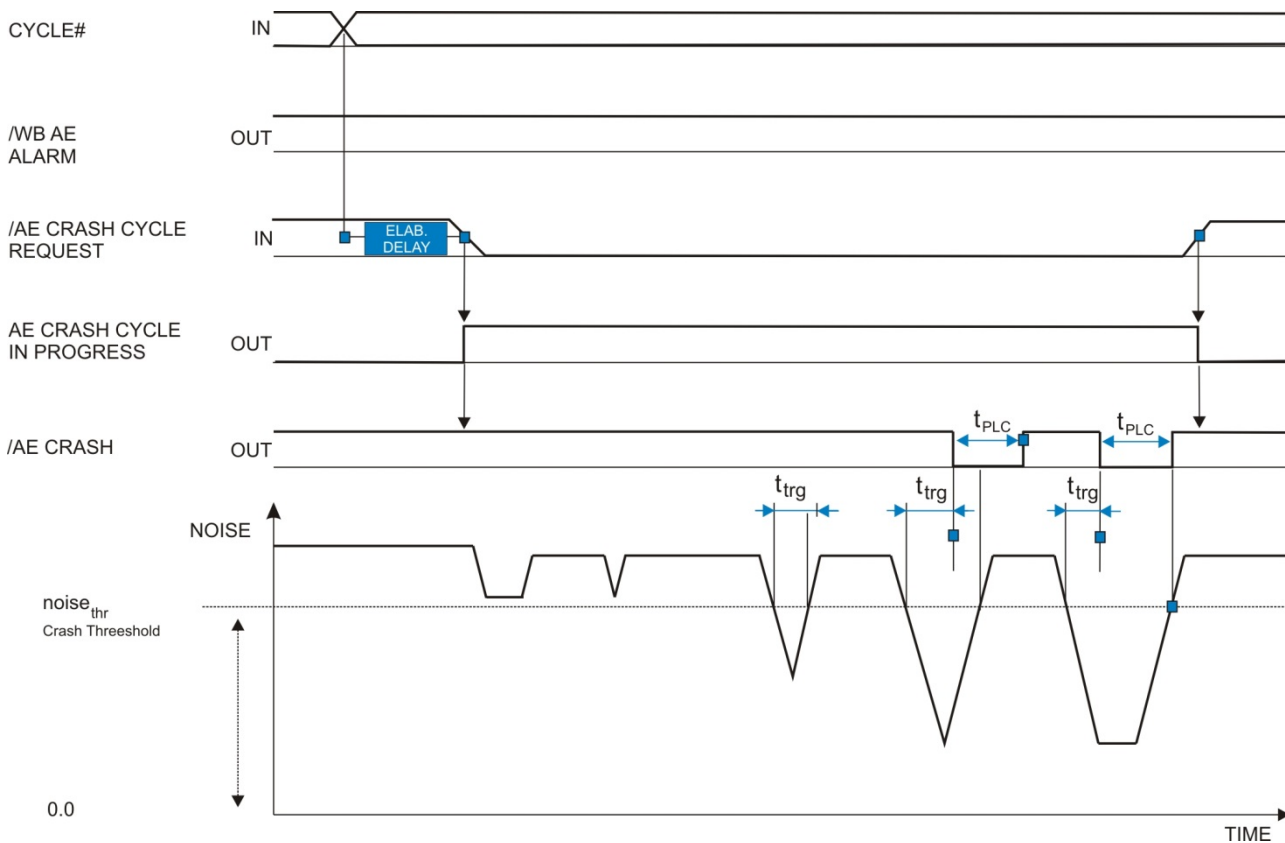 CYCLE# IN
/WB AE
ALARM
OUT
/AE CRASH CYCLE
REQUEST
IN
ELAB.
DELAY
AE CRASH CYCLE
IN PROGRESS
OUT
/AE CRASH
OUT
tPLC tPLC
ttrg ttrg ttrg
NOISE
noisethr
Crash Threeshold
0.0
TIME